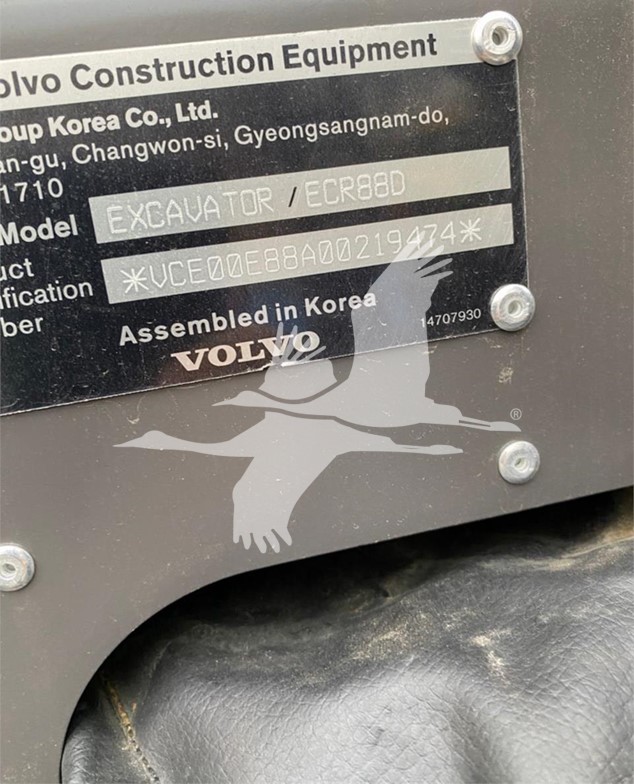 olvo Construction Equipment
oup Korea Co., Ltd.
an-gu, Changwon-si, Gyeongsangnam-do,
1710
Model EXCAVATOR / ECR88D
uct
ification *VCE00E88A00219474*
ber
Assembled in Korea
VOLVO 14707930
®